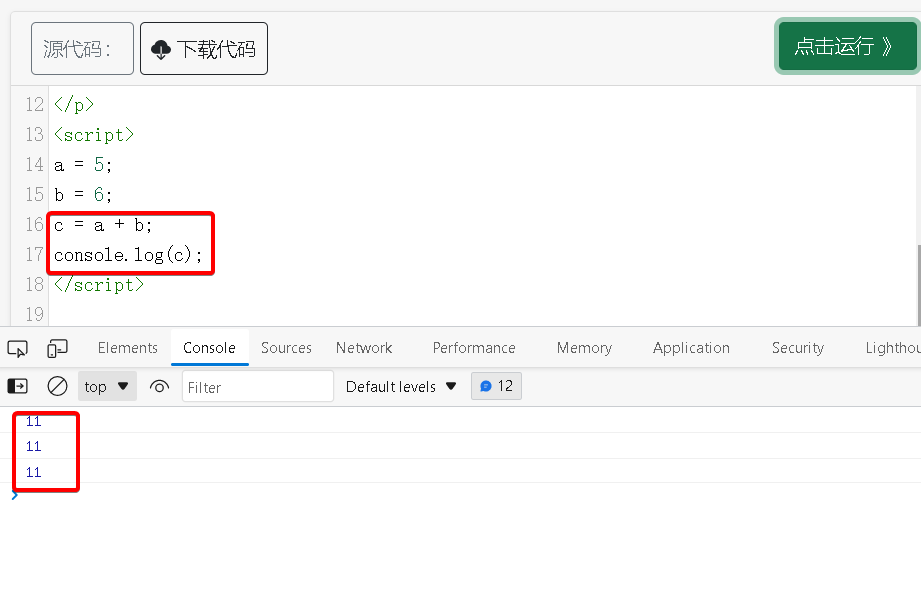 源代码： 下载代码 点击运行 》
12 </p>
13 <script>
14 a = 5;
15 b = 6;
16 c = a + b;
17 console.log(c);
18 </script>
19
Elements Console Sources Network Performance Memory Application Security Lighthou
top Filter Default levels 12
11
11
11